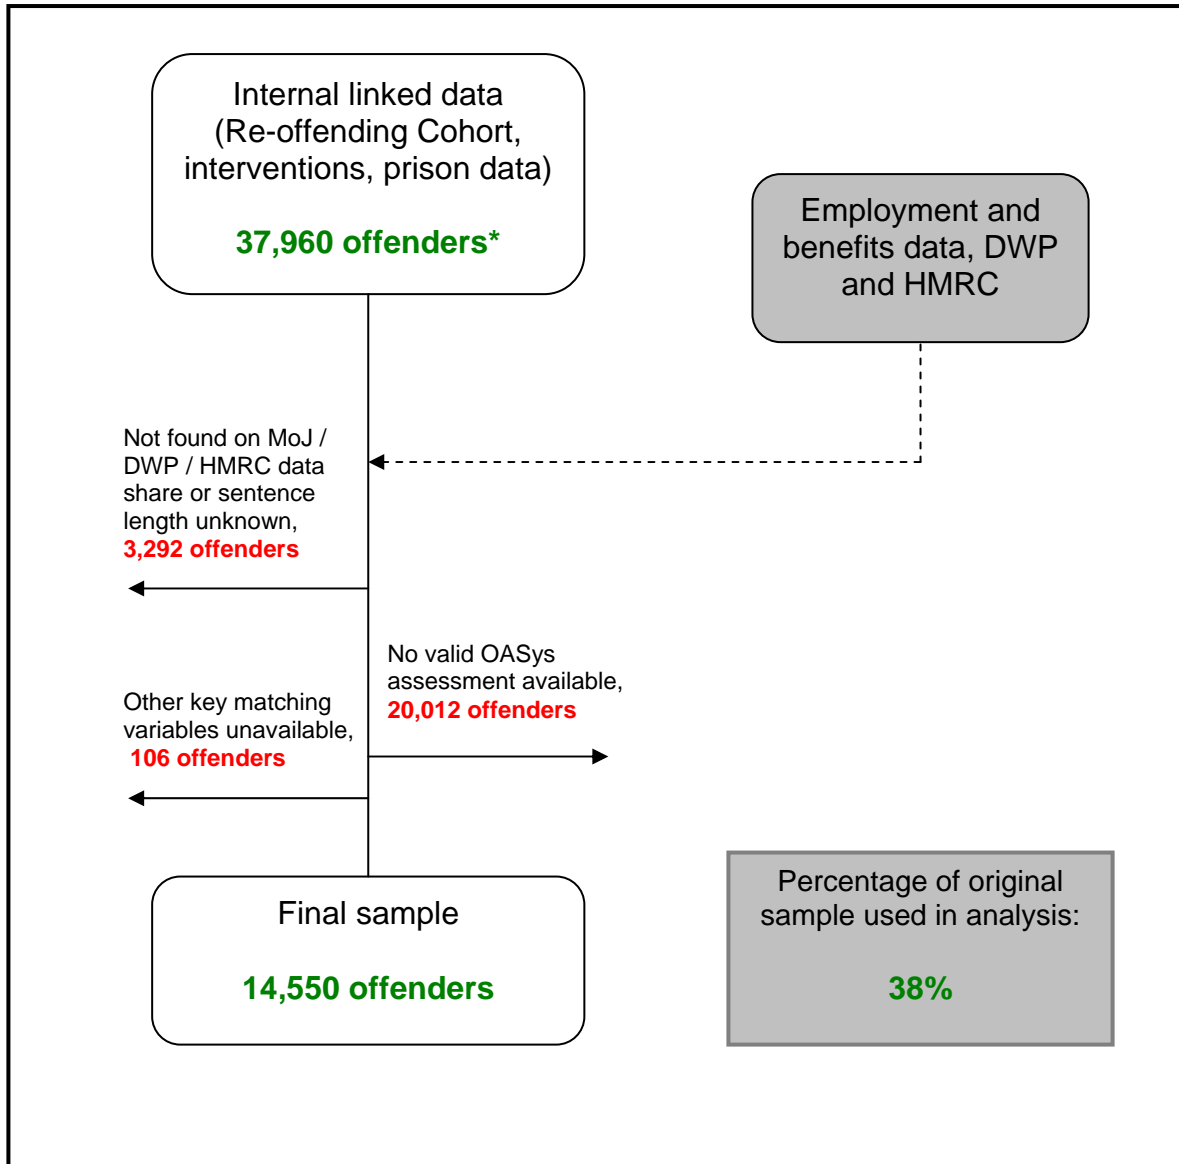 Internal linked data
(Re-offending Cohort,
interventions, prison data)
37,960 offenders*
Employment and
benefits data, DWP
and HMRC
Not found on MoJ /
DWP / HMRC data
share or sentence
length unknown,
3,292 offenders
No valid OASys
assessment available,
20,012 offenders
Other key matching
variables unavailable,
106 offenders
Final sample
14,550 offenders
Percentage of original
sample used in analysis:
38%